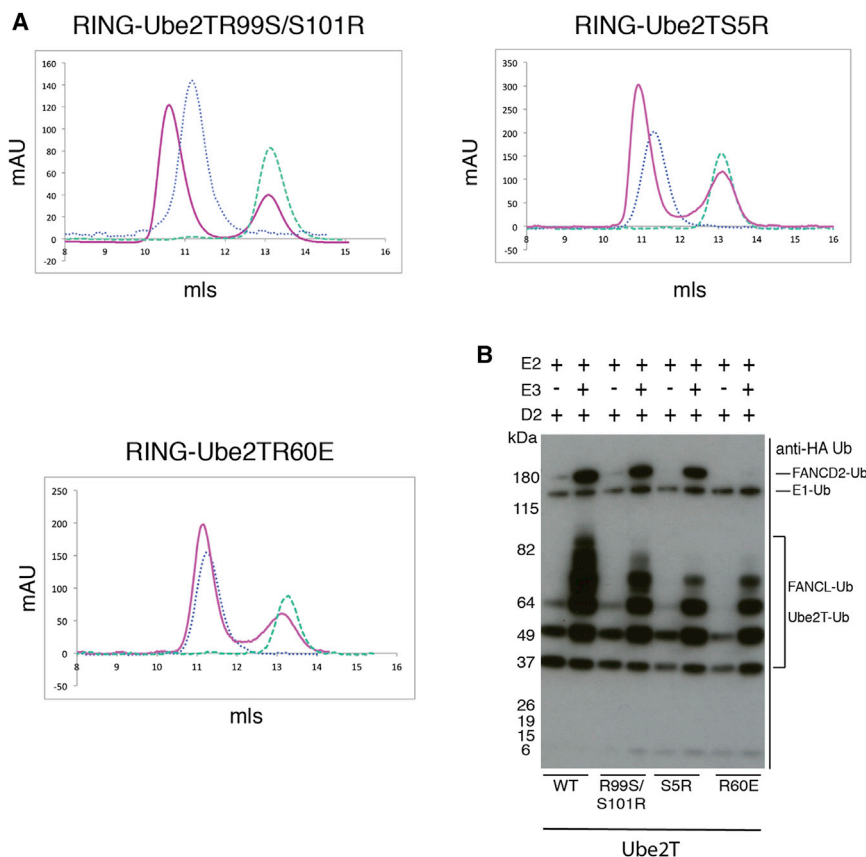 A
RING-Ube2TR99S/S101R
mAU
160
140
120
100
80
60
40
20
0
-20
8 9 10 11 12 13 14 15 16
mls
RING-Ube2TS5R
mAU
350
300
250
200
150
100
50
0
-50
8 9 10 11 12 13 14 15 16
mls
RING-Ube2TR60E
mAU
250
200
150
100
50
0
-50
8 9 10 11 12 13 14 15 16
mls
B
E2 + + + + + + + +
E3 - + - + - + - +
D2 + + + + + + + +
kDa
180
115
82
64
49
37
26
19
15
6
anti-HA Ub
FANCD2-Ub
E1-Ub
FANCL-Ub
Ube2T-Ub
WT R99S/ S5R R60E
S101R
Ube2T